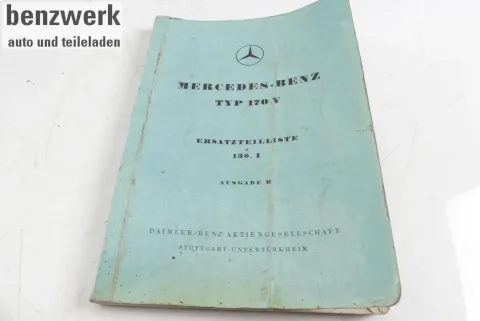 benzwerk
auto und teileladen
MERCEDES-BENZ
TYP 170 V
ERSATZTEILLISTE
136. I
AUSGABE B
DAIMLER-BENZ AKTIENGESELLSCHAFT
STUTTGART-UNTERTÜRKHEIM